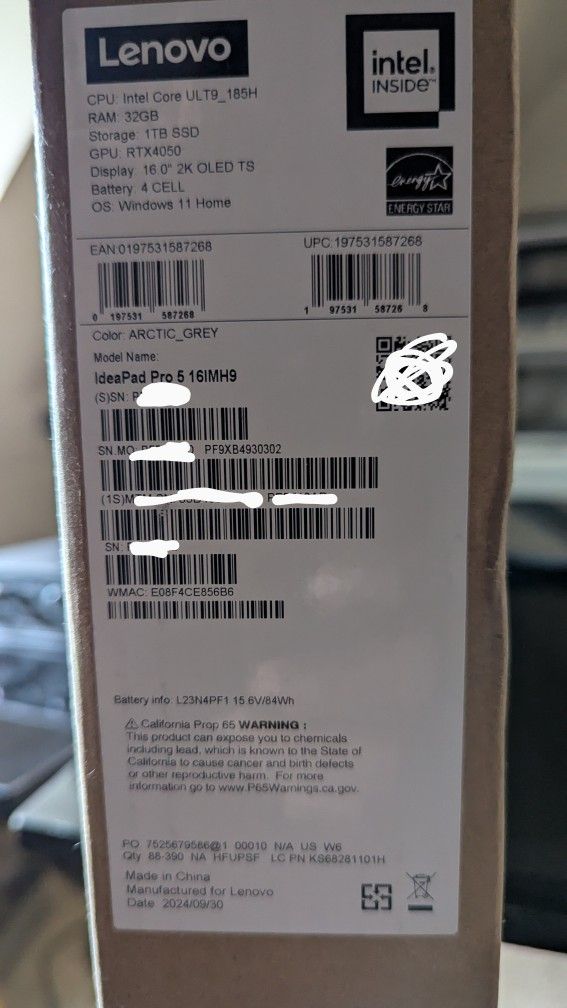 Lenovo
intel.
INSIDE™
CPU: Intel Core ULT9_185H
RAM: 32GB
Storage: 1TB SSD
GPU: RTX4050
Display: 16.0" 2K OLED TS
Battery: 4 CELL
OS: Windows 11 Home
energy
ENERGY STAR
EAN:0197531587268
UPC:197531587268
0 197531 587268
1 97531 58726 8
Color: ARCTIC_GREY
Model Name:
IdeaPad Pro 5 16IMH9
(S)SN:
SN.MO: PF9XB4930302
(1S)
SN:
WMAC: E08F4CE856B6
Battery info: L23N4PF1 15.6V/84Wh
⚠ California Prop 65 WARNING :
This product can expose you to chemicals
including lead, which is known to the State of
California to cause cancer and birth defects
or other reproductive harm. For more
information go to www.P65Warnings.ca.gov.
PO 7525679586@1 00010 N/A US W6
Qty 88-390 NA HFUPSF LC PN KS68281101H
Made in China
Manufactured for Lenovo
Date 2024/09/30